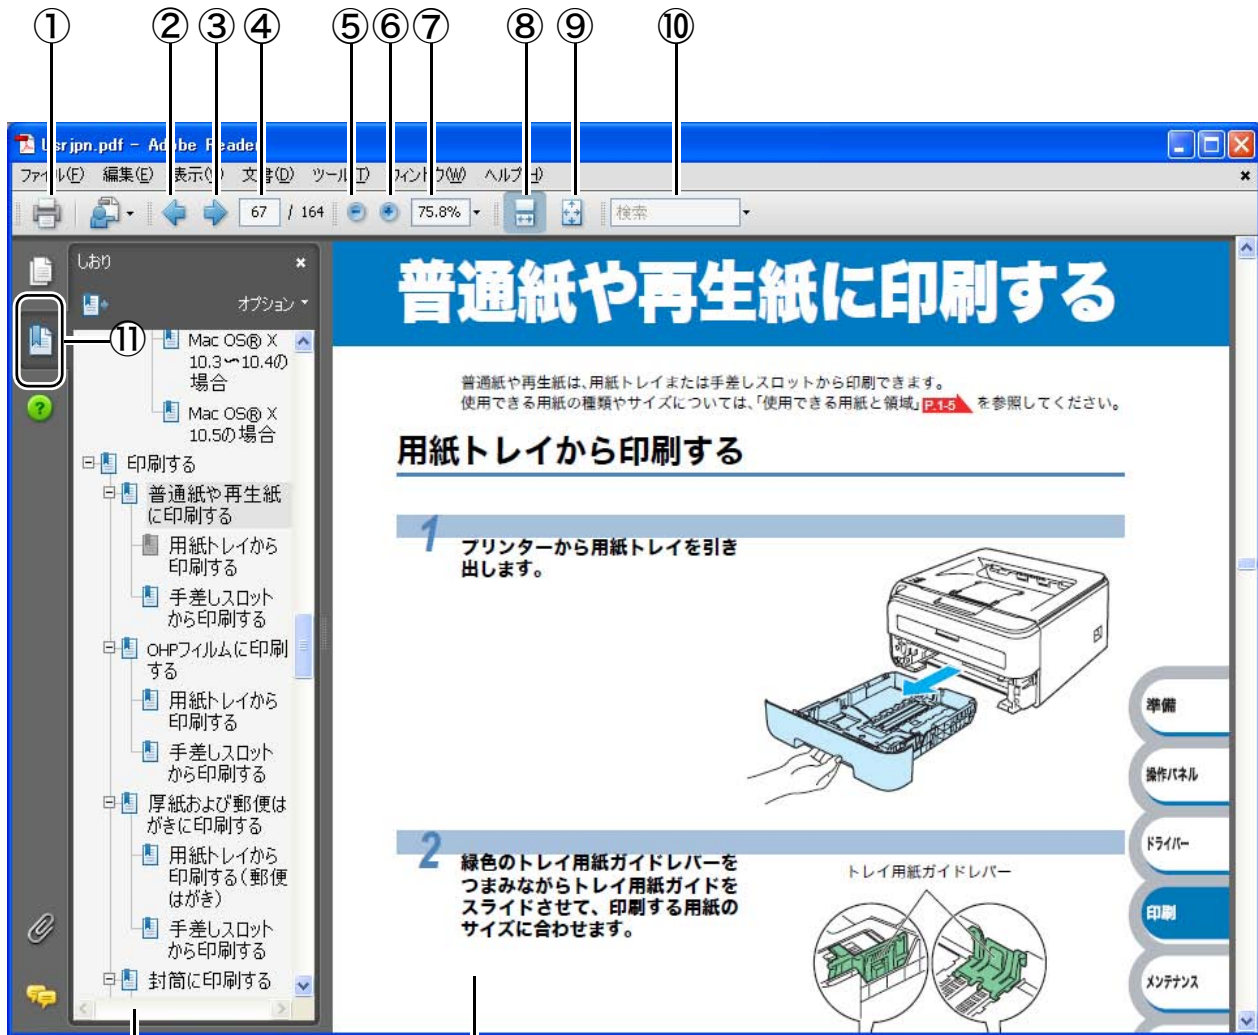 ① ② ③ ④ ⑤ ⑥ ⑦ ⑧ ⑨ ⑩
Usrjpn.pdf - Adobe Reader
ファイル(F) 編集(E) 表示(V) 文書(D) ツール(T) ウィンドウ(W) ヘルプ(H)
67 / 164 75.8% 検索
しおり
オプション
⑪
Mac OS® X
10.3〜10.4の
場合
Mac OS® X
10.5の場合
印刷する
普通紙や再生紙
に印刷する
用紙トレイから
印刷する
手差しスロット
から印刷する
OHPフィルムに印刷
する
用紙トレイから
印刷する
手差しスロット
から印刷する
厚紙および郵便は
がきに印刷する
用紙トレイから
印刷する(郵便
はがき)
手差しスロット
から印刷する
封筒に印刷する
普通紙や再生紙に印刷する
普通紙や再生紙は、用紙トレイまたは手差しスロットから印刷できます。
使用できる用紙の種類やサイズについては、「使用できる用紙と領域」P.1-5 を参照してください。
用紙トレイから印刷する
1
プリンターから用紙トレイを引き
出します。
2
緑色のトレイ用紙ガイドレバーを
つまみながらトレイ用紙ガイドを
スライドさせて、印刷する用紙の
サイズに合わせます。
トレイ用紙ガイドレバー
準備
操作パネル
ドライバー
印刷
メンテナンス